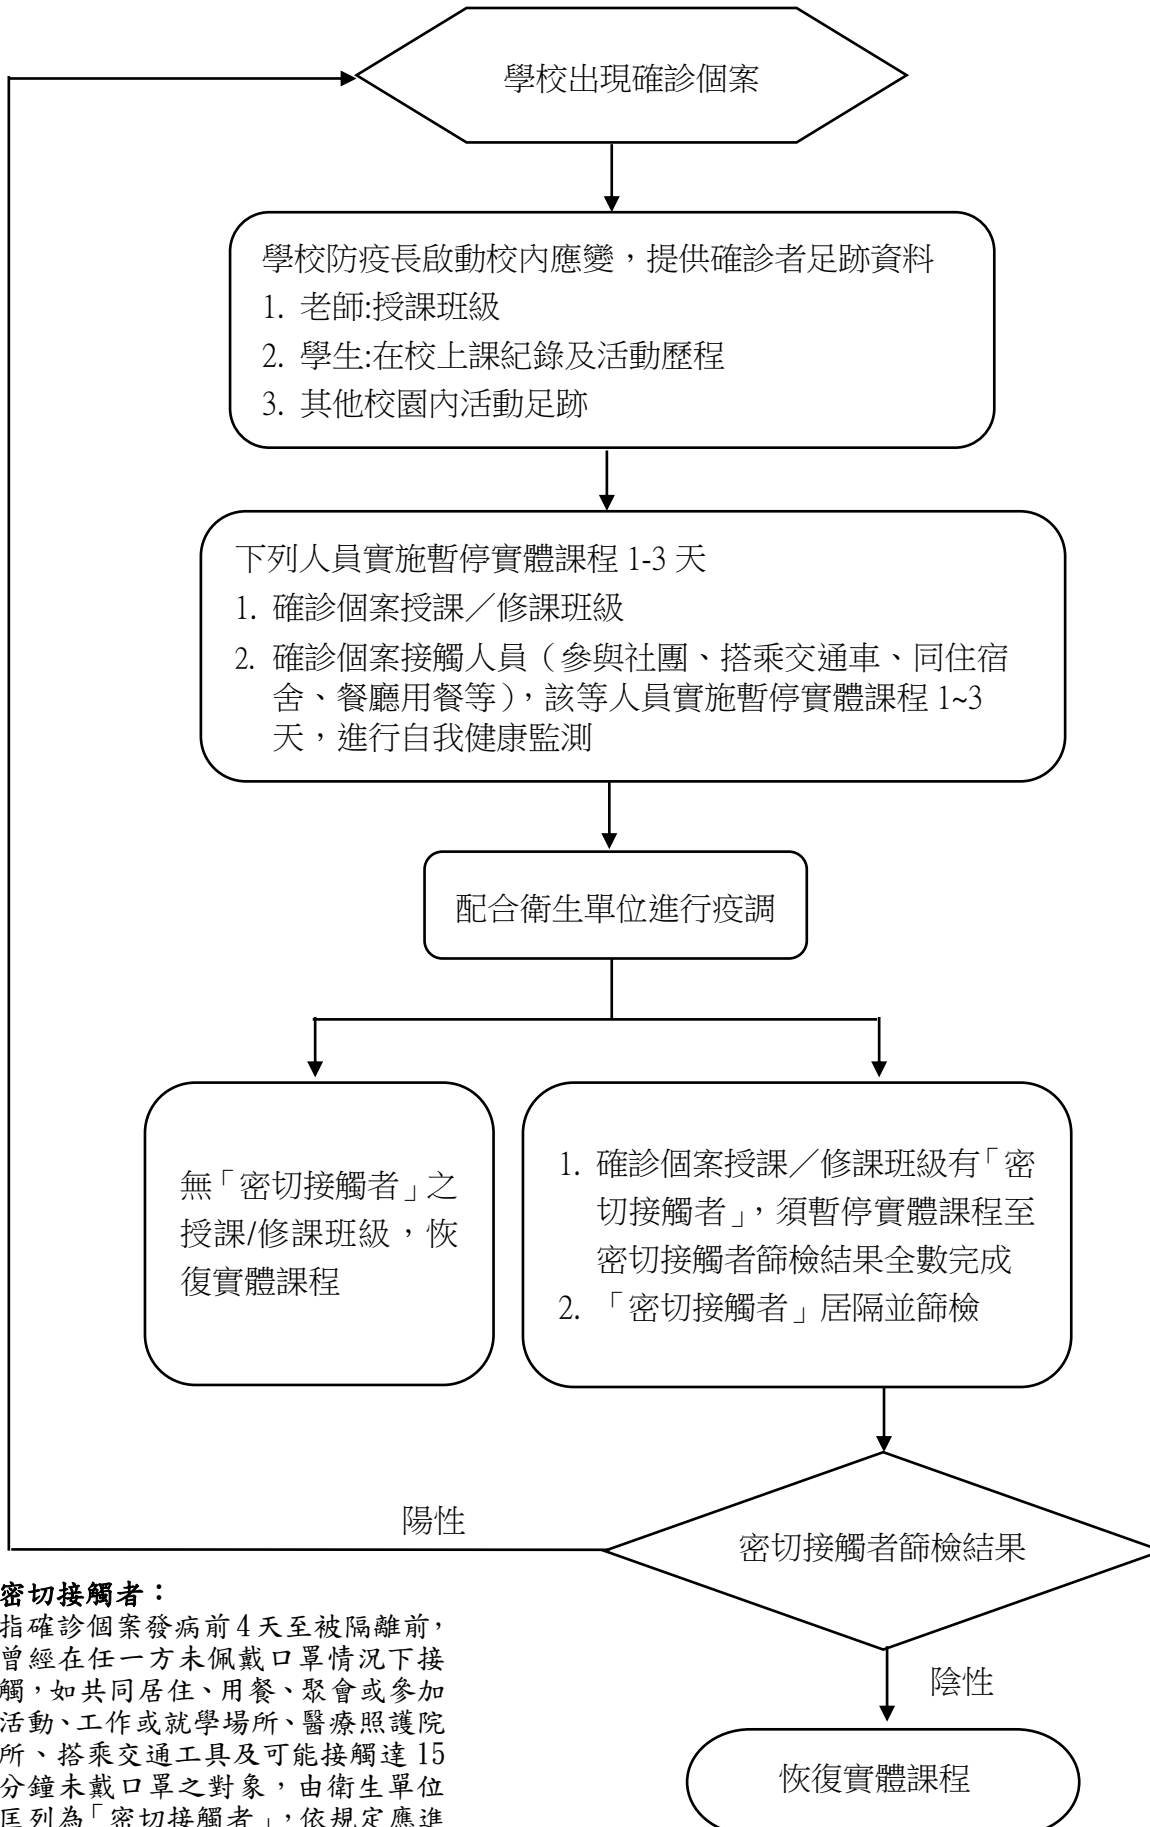 學校出現確診個案
學校防疫長啟動校內應變，提供確診者足跡資料
1. 老師:授課班級
2. 學生:在校上課紀錄及活動歷程
3. 其他校園內活動足跡
下列人員實施暫停實體課程 1-3 天
1. 確診個案授課／修課班級
2. 確診個案接觸人員（參與社團、搭乘交通車、同住宿
舍、餐廳用餐等），該等人員實施暫停實體課程 1~3
天，進行自我健康監測
配合衛生單位進行疫調
無「密切接觸者」之
授課/修課班級，恢
復實體課程
1. 確診個案授課／修課班級有「密
切接觸者」，須暫停實體課程至
密切接觸者篩檢結果全數完成
2. 「密切接觸者」居隔並篩檢
陽性
密切接觸者篩檢結果
陰性
恢復實體課程
密切接觸者：
指確診個案發病前4天至被隔離前，
曾經在任一方未佩戴口罩情況下接
觸，如共同居住、用餐、聚會或參加
活動、工作或就學場所、醫療照護院
所、搭乘交通工具及可能接觸達 15
分鐘未戴口罩之對象，由衛生單位
匡列為「密切接觸者」，依規定應進